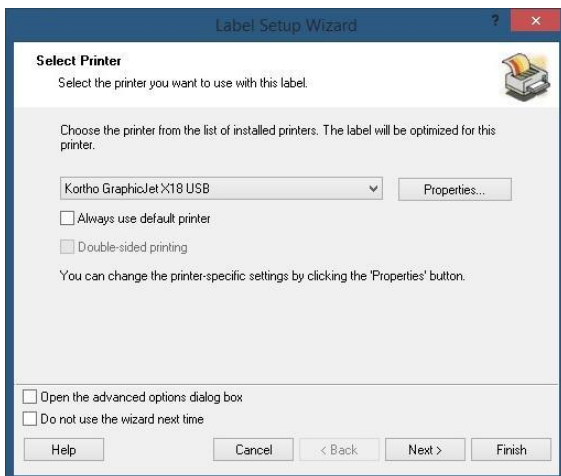 Label Setup Wizard
?
Select Printer
Select the printer you want to use with this label.
Choose the printer from the list of installed printers. The label will be optimized for this
printer.
Kortho GraphicJet X18 USB
Properties...
Always use default printer
Double-sided printing
You can change the printer-specific settings by clicking the 'Properties' button.
Open the advanced options dialog box
Do not use the wizard next time
Help
Cancel
< Back
Next >
Finish